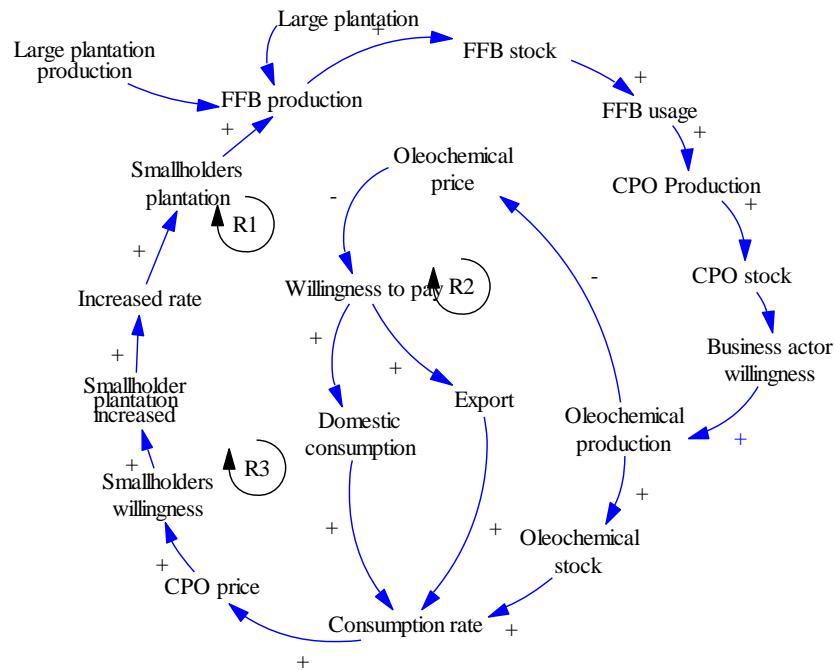 Large plantation
+
Large plantation
production
FFB production
FFB stock
+
FFB usage
+
+
Smallholders
plantation
Oleochemical
price
CPO Production
+
-
R1
+
CPO stock
-
Increased rate
Willingness to pay
R2
+
+
Business actor
willingness
+
+
Smallholder
plantation
Increased
Export
Domestic
consumption
Oleochemical
production
+
+
R3
Smallholders
willingness
+
+
+
Oleochemical
stock
+
CPO price
Consumption rate
+
+